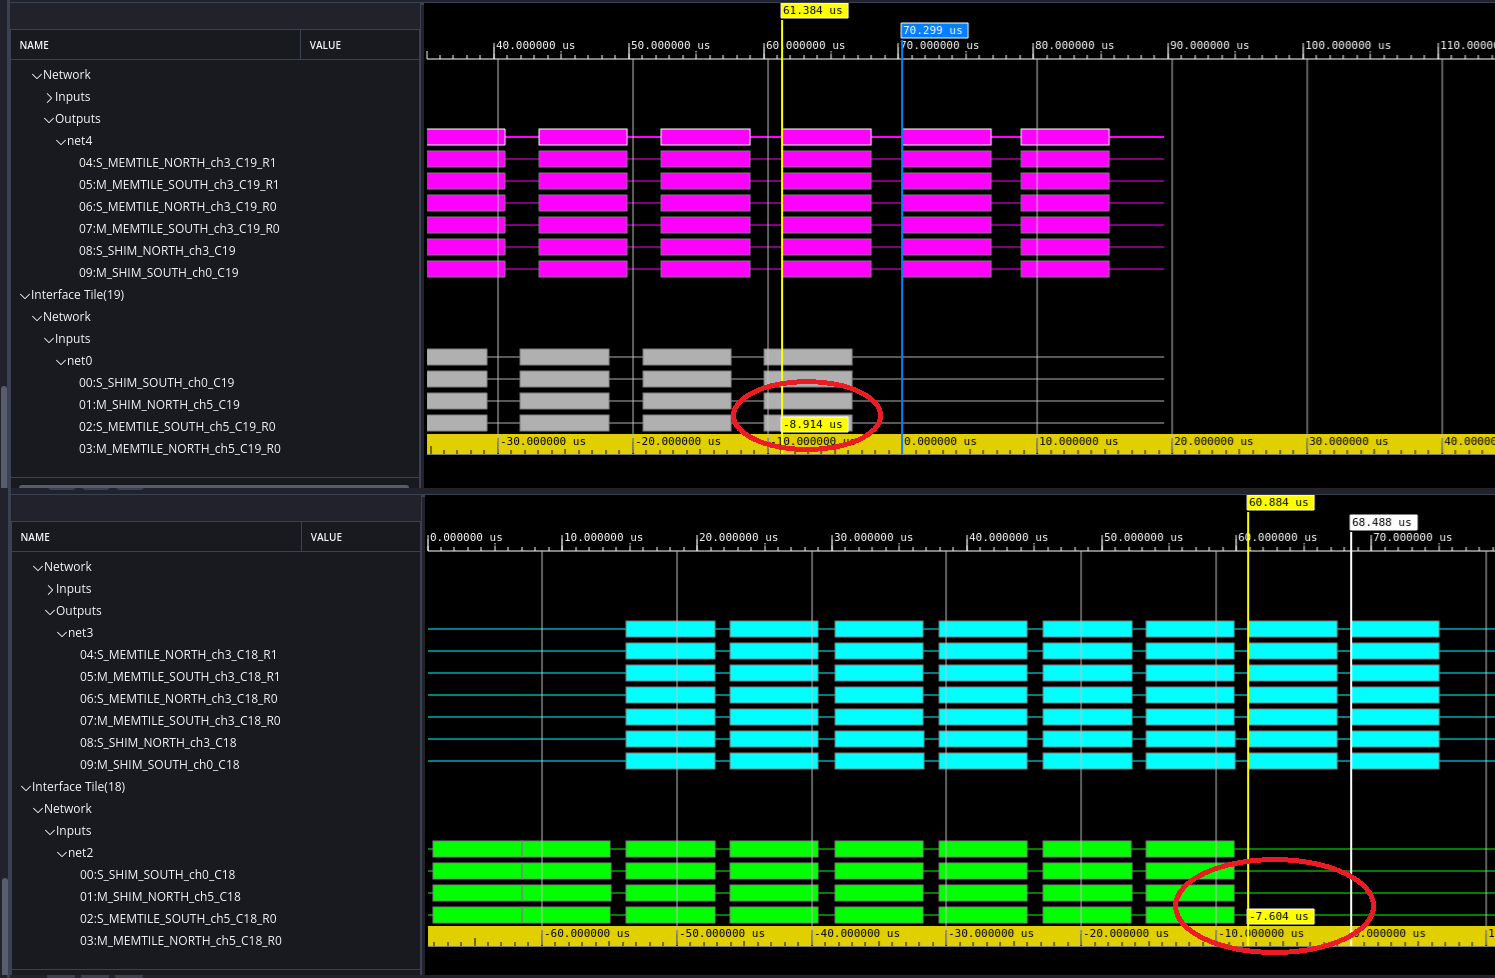 61.384 us
70.299 us
NAME VALUE
40.000000 us 50.000000 us 60.000000 us 70.000000 us 80.000000 us 90.000000 us 100.000000 us 110.0000
Network
Inputs
Outputs
net4
04:S_MEMTILE_NORTH_ch3_C19_R1
05:M_MEMTILE_SOUTH_ch3_C19_R1
06:S_MEMTILE_NORTH_ch3_C19_R0
07:M_MEMTILE_SOUTH_ch3_C19_R0
08:S_SHIM_NORTH_ch3_C19
09:M_SHIM_SOUTH_ch0_C19
Interface Tile(19)
Network
Inputs
net0
00:S_SHIM_SOUTH_ch0_C19
01:M_SHIM_NORTH_ch5_C19
02:S_MEMTILE_SOUTH_ch5_C19_R0
-8.914 us
03:M_MEMTILE_SOUTH_ch5_C19_R0
-30.000000 us -20.000000 us -10.000000 us 0.000000 us 10.000000 us 20.000000 us 30.000000 us 40.0000
60.884 us
68.488 us
NAME VALUE
0.000000 us 10.000000 us 20.000000 us 30.000000 us 40.000000 us 50.000000 us 60.000000 us 70.000000 us
Network
Inputs
Outputs
net3
04:S_MEMTILE_NORTH_ch3_C18_R1
05:M_MEMTILE_SOUTH_ch3_C18_R1
06:S_MEMTILE_NORTH_ch3_C18_R0
07:M_MEMTILE_SOUTH_ch3_C18_R0
08:S_SHIM_NORTH_ch3_C18
09:M_SHIM_SOUTH_ch0_C18
Interface Tile(18)
Network
Inputs
net2
00:S_SHIM_SOUTH_ch0_C18
01:M_SHIM_NORTH_ch5_C18
02:S_MEMTILE_SOUTH_ch5_C18_R0
-7.604 us
03:M_MEMTILE_NORTH_ch5_C18_R0
-60.000000 us -50.000000 us -40.000000 us -30.000000 us -20.000000 us -10.000000 us 0.000000 us 1